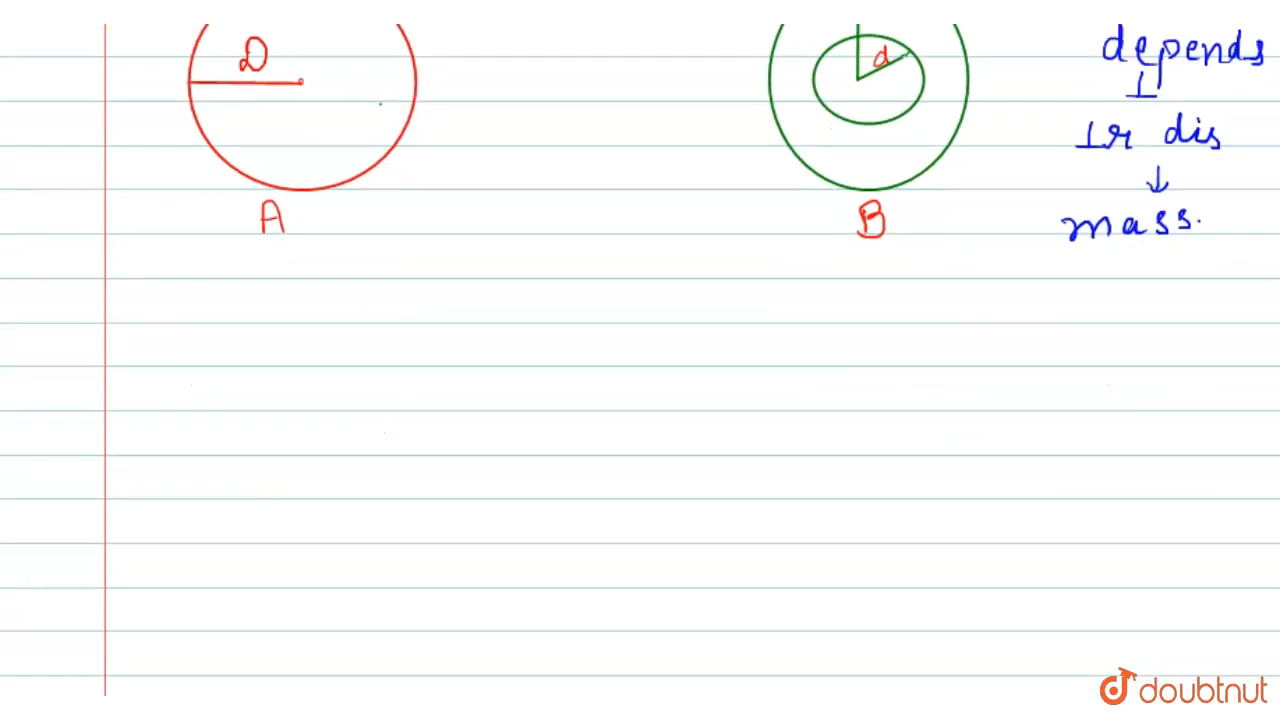 D
d
depends
⊥
⊥r dis
↓
mass.
A
B
doubtnut